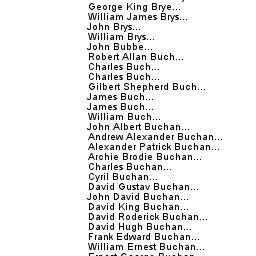 George King Brye...
William James Brys...
John Brys...
William Brys...
John Bubbe...
Robert Allan Buch...
Charles Buch...
Charles Buch...
Gilbert Shepherd Buch...
James Buch...
James Buch...
William Buch...
John Albert Buchan...
Andrew Alexander Buchan...
Alexander Patrick Buchan...
Archie Brodie Buchan...
Charles Buchan...
Cyril Buchan...
David Gustav Buchan...
John David Buchan...
David King Buchan...
David Roderick Buchan...
David Hugh Buchan...
Frank Edward Buchan...
William Ernest Buchan...
Ernest George Buchan...